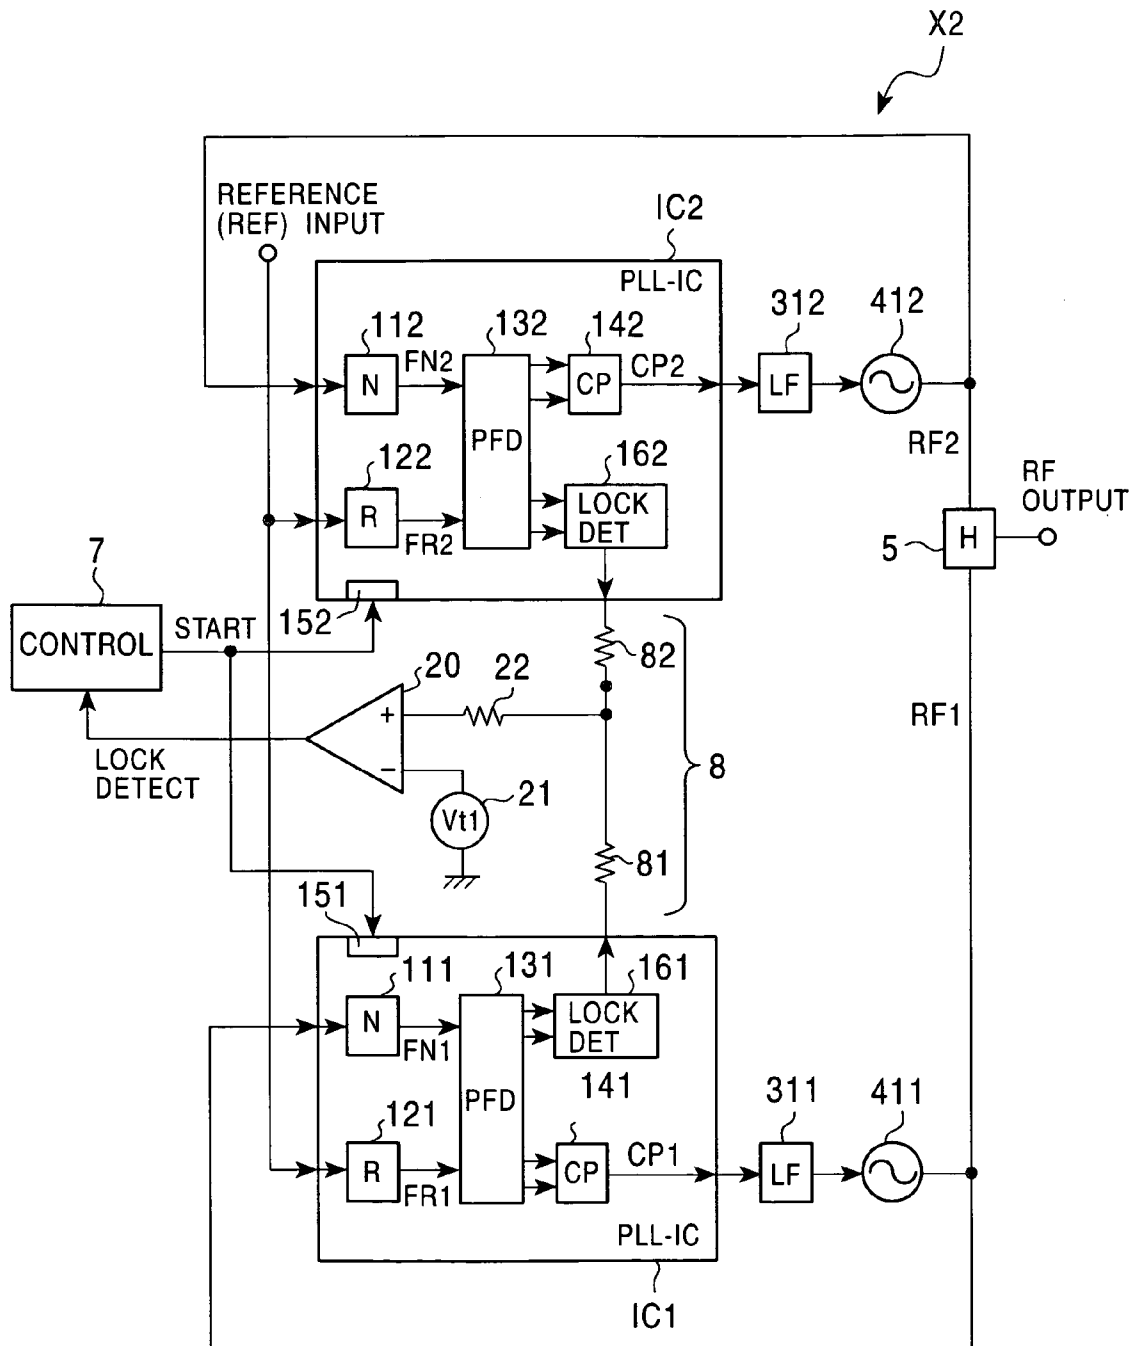 X2
REFERENCE
(REF) INPUT
IC2
PLL-IC
312
412
112
FN2
132
142
CP2
N
CP
LF
PFD
RF2
122
162
RF
OUTPUT
R
FR2
LOCK
DET
5
H
7
CONTROL
START
152
82
20
22
+
RF1
LOCK
DETECT
−
21
Vt1
8
81
151
111
131
161
N
FN1
LOCK
DET
PFD
141
311
411
121
R
FR1
CP
CP1
LF
PLL-IC
IC1